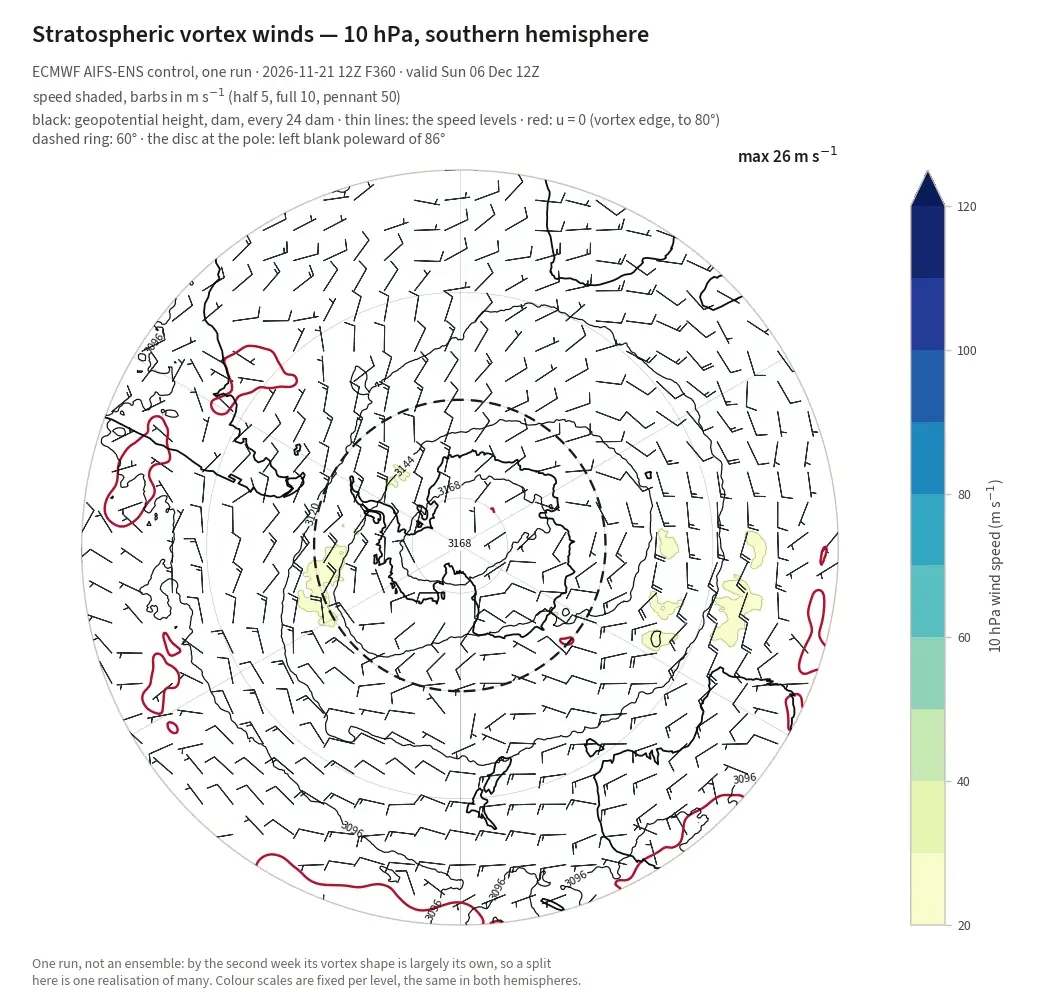 Stratospheric vortex winds — 10 hPa, southern hemisphere
ECMWF AIFS-ENS control, one run · 2026-11-21 12Z F360 · valid Sun 06 Dec 12Z
speed shaded, barbs in m s⁻¹ (half 5, full 10, pennant 50)
black: geopotential height, dam, every 24 dam · thin lines: the speed levels · red: u = 0 (vortex edge, to 80°)
dashed ring: 60° · the disc at the pole: left blank poleward of 86°
max 26 m s⁻¹
120
100
80
60
40
20
10 hPa wind speed (m s⁻¹)
3096
3144
3168
3120
3168
3096
3096
3096
3096
3096
One run, not an ensemble: by the second week its vortex shape is largely its own, so a split
here is one realisation of many. Colour scales are fixed per level, the same in both hemispheres.